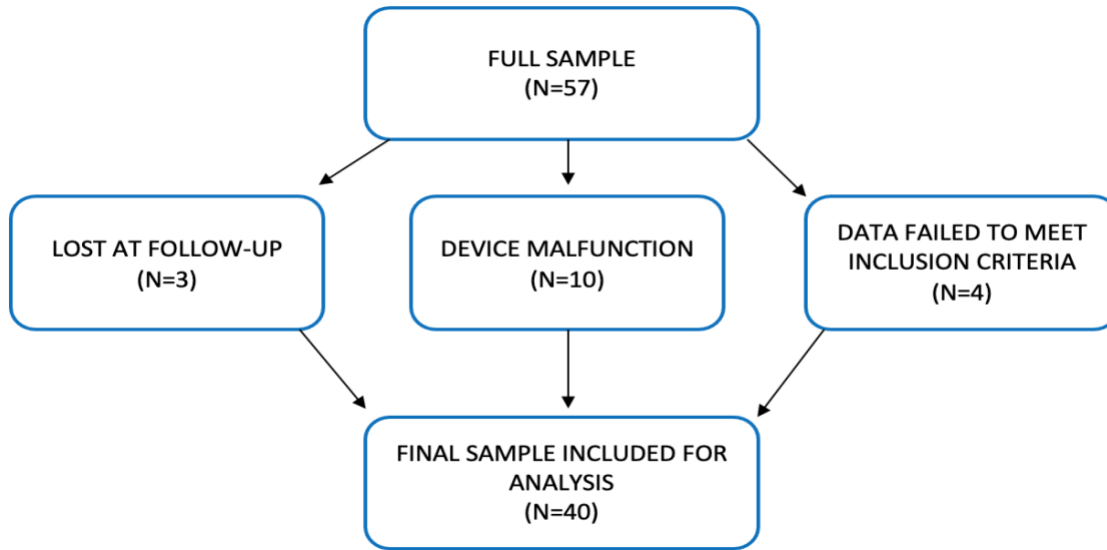 FULL SAMPLE
(N=57)
LOST AT FOLLOW-UP
(N=3)
DEVICE MALFUNCTION
(N=10)
DATA FAILED TO MEET
INCLUSION CRITERIA
(N=4)
FINAL SAMPLE INCLUDED FOR
ANALYSIS
(N=40)